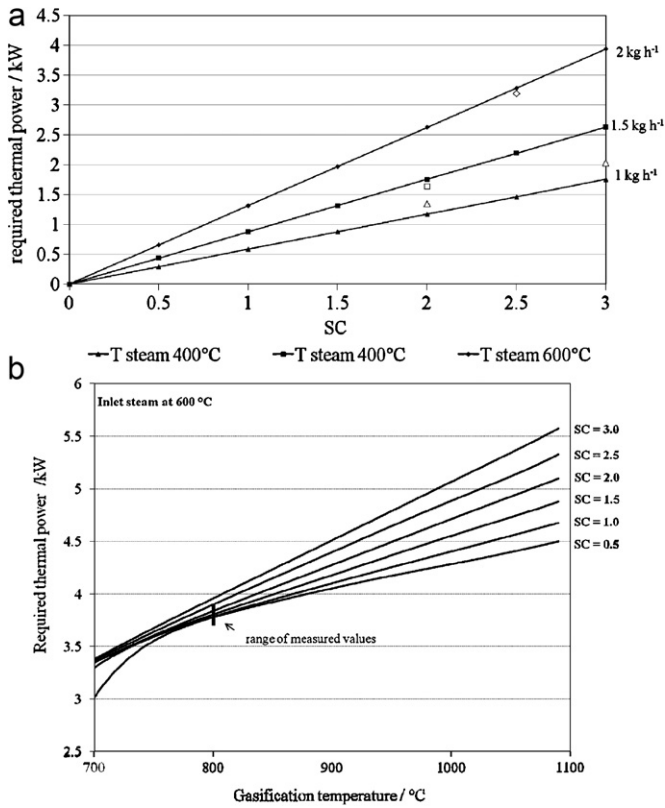 a
required thermal power / kW
4.5
4
3.5
3
2.5
2
1.5
1
0.5
0
2 kg h⁻¹
1.5 kg h⁻¹
1 kg h⁻¹
0 0.5 1 1.5 2 2.5 3
SC
T steam 400°C T steam 400°C T steam 600°C
b
Required thermal power /kW
6
5.5
5
4.5
4
3.5
3
2.5
Inlet steam at 600 °C
SC = 3.0
SC = 2.5
SC = 2.0
SC = 1.5
SC = 1.0
SC = 0.5
range of measured values
700 800 900 1000 1100
Gasification temperature / °C